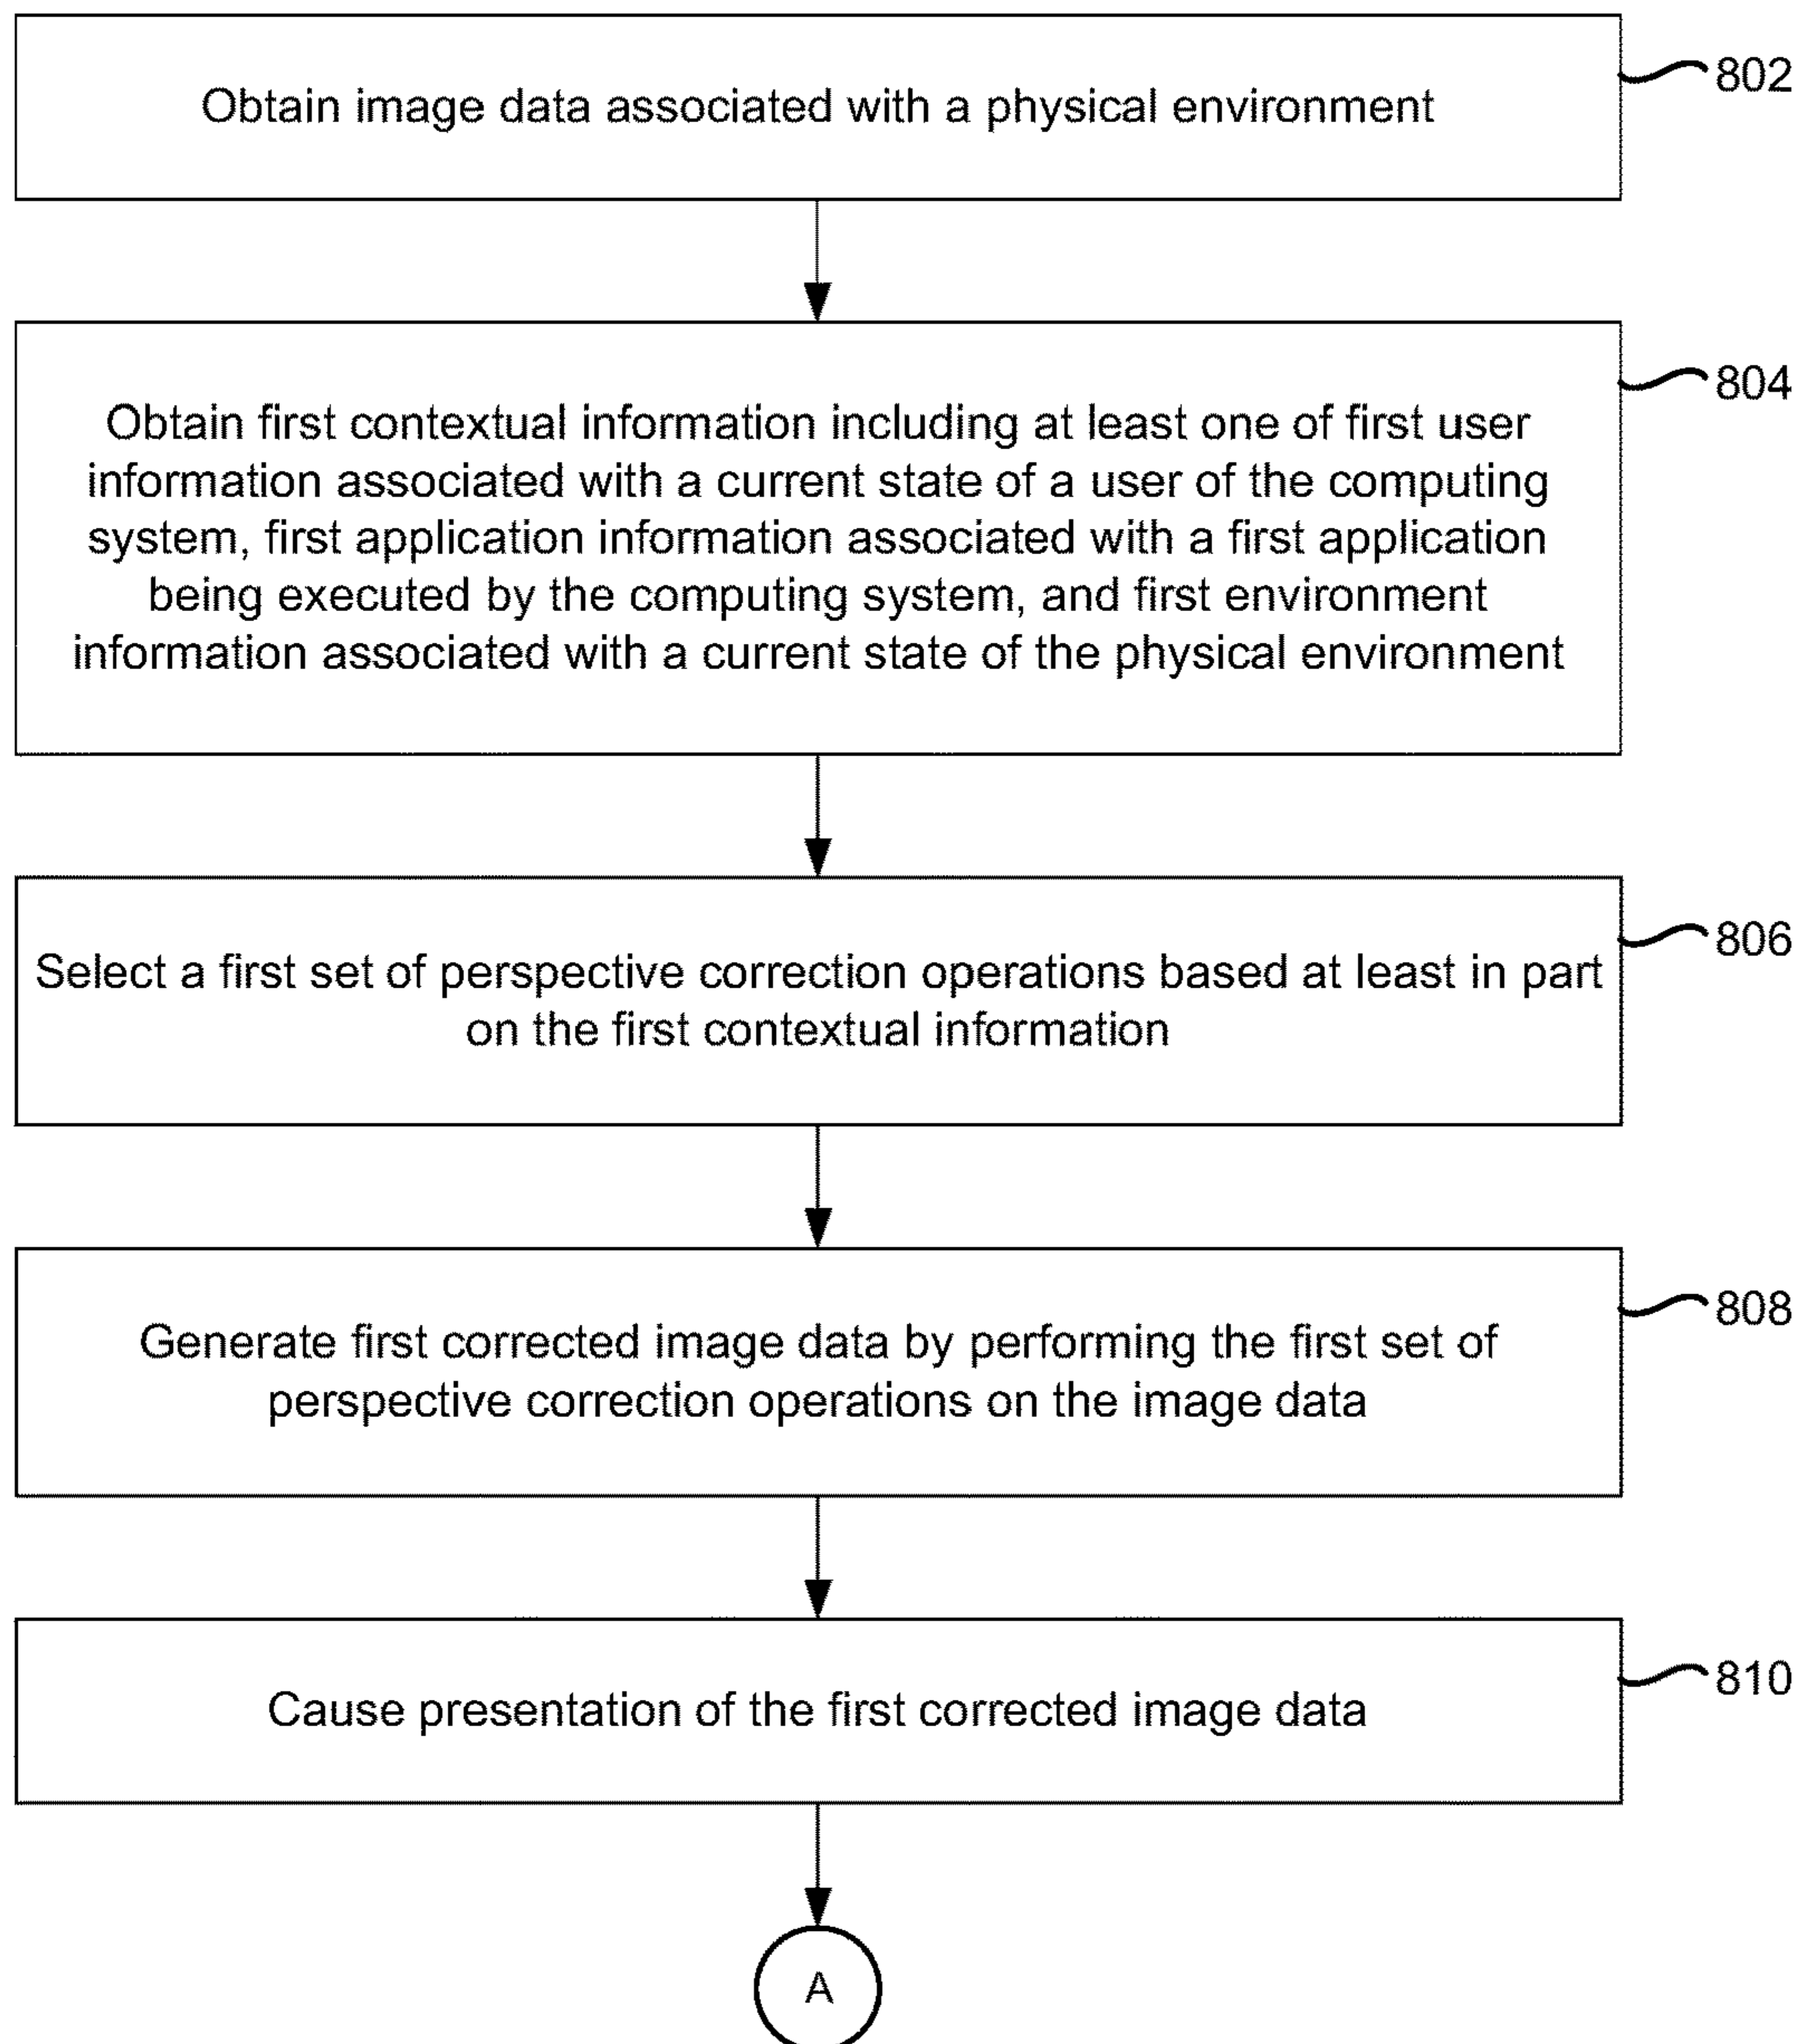 Obtain image data associated with a physical environment
802
Obtain first contextual information including at least one of first user
information associated with a current state of a user of the computing
system, first application information associated with a first application
being executed by the computing system, and first environment
information associated with a current state of the physical environment
804
Select a first set of perspective correction operations based at least in part
on the first contextual information
806
Generate first corrected image data by performing the first set of
perspective correction operations on the image data
808
Cause presentation of the first corrected image data
810
A